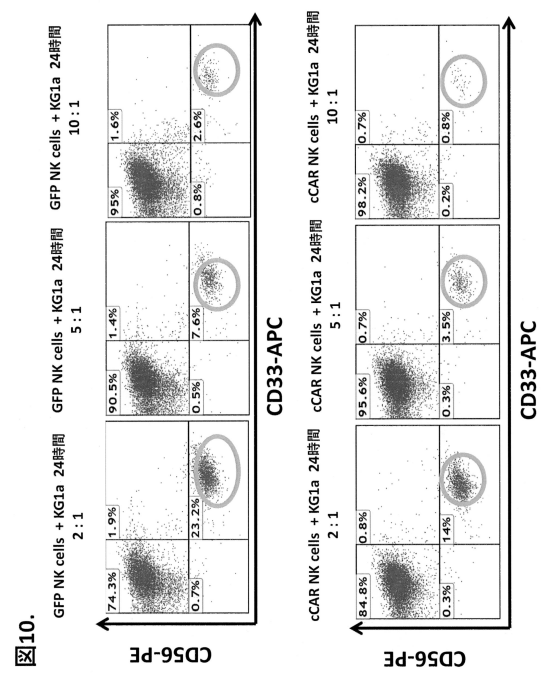 図10.
GFP NK cells + KG1a 24時間
2 : 1
74.3%
1.9%
0.7%
23.2%
GFP NK cells + KG1a 24時間
5 : 1
90.5%
1.4%
0.5%
7.6%
GFP NK cells + KG1a 24時間
10 : 1
95%
1.6%
0.8%
2.6%
CD56-PE
CD33-APC
cCAR NK cells + KG1a 24時間
2 : 1
84.8%
0.8%
0.3%
14%
cCAR NK cells + KG1a 24時間
5 : 1
95.6%
0.7%
0.3%
3.5%
cCAR NK cells + KG1a 24時間
10 : 1
98.2%
0.7%
0.2%
0.8%
CD56-PE
CD33-APC